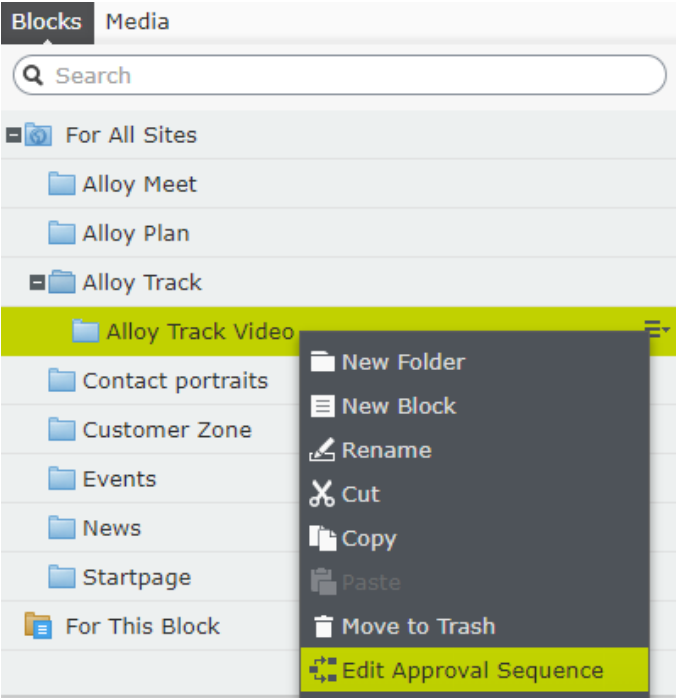 Blocks Media
Search
For All Sites
Alloy Meet
Alloy Plan
Alloy Track
Alloy Track Video
Contact portraits
Customer Zone
Events
News
Startpage
For This Block
New Folder
New Block
Rename
Cut
Copy
Paste
Move to Trash
Edit Approval Sequence